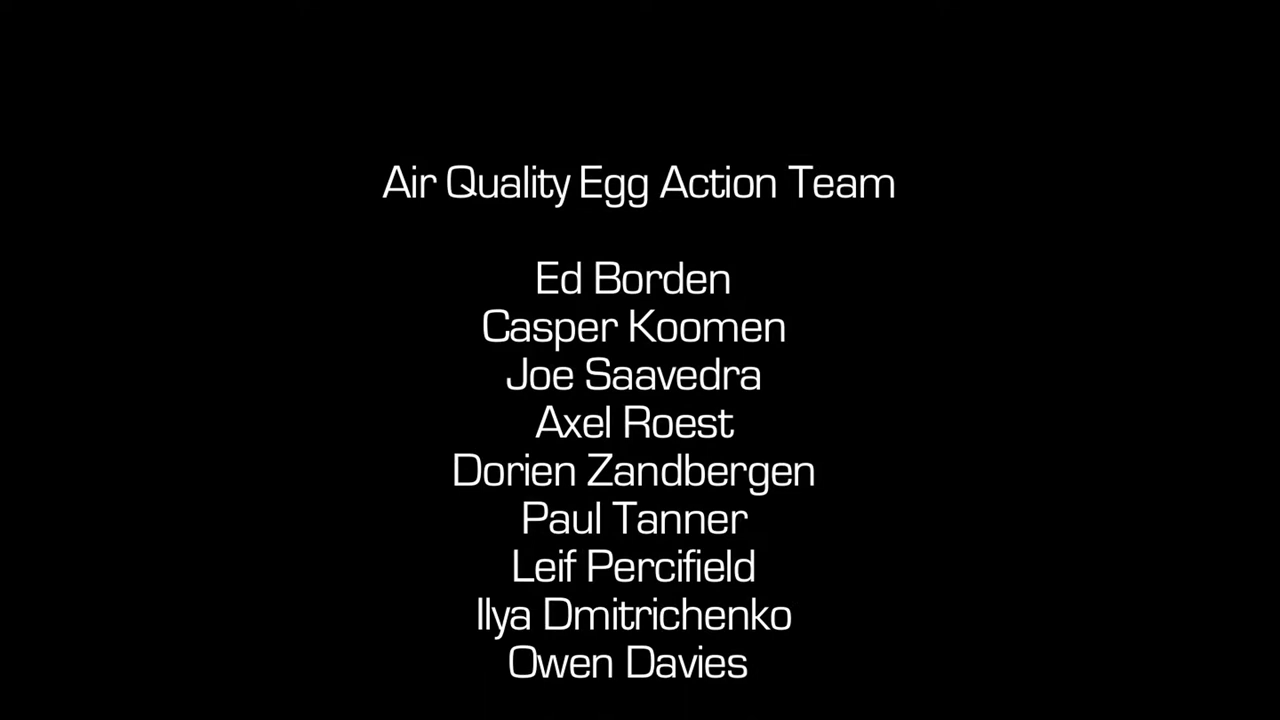 Air Quality Egg Action Team
Ed Borden
Casper Koomen
Joe Saavedra
Axel Roest
Dorien Zandbergen
Paul Tanner
Leif Percifield
Ilya Dmitrichenko
Owen Davies